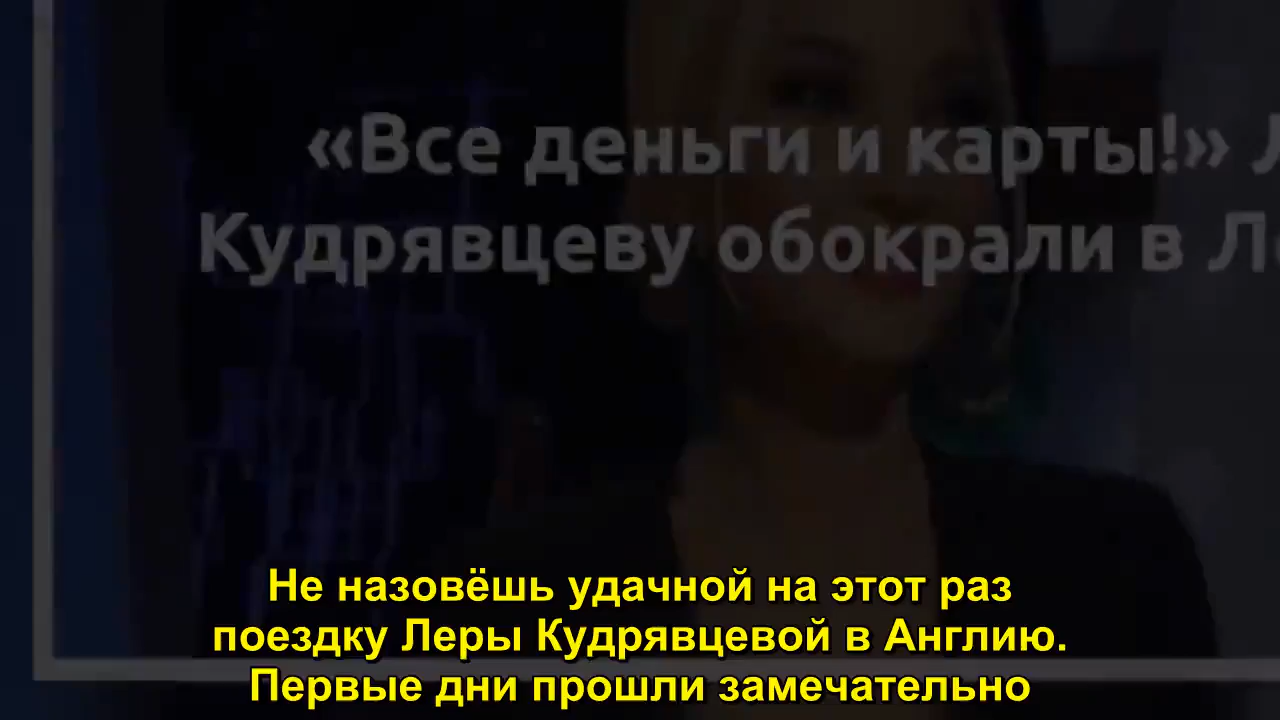 «Все деньги и карты!»
Кудрявцеву обокрали в
Не назовёшь удачной на этот раз
поездку Леры Кудрявцевой в Англию.
Первые дни прошли замечательно